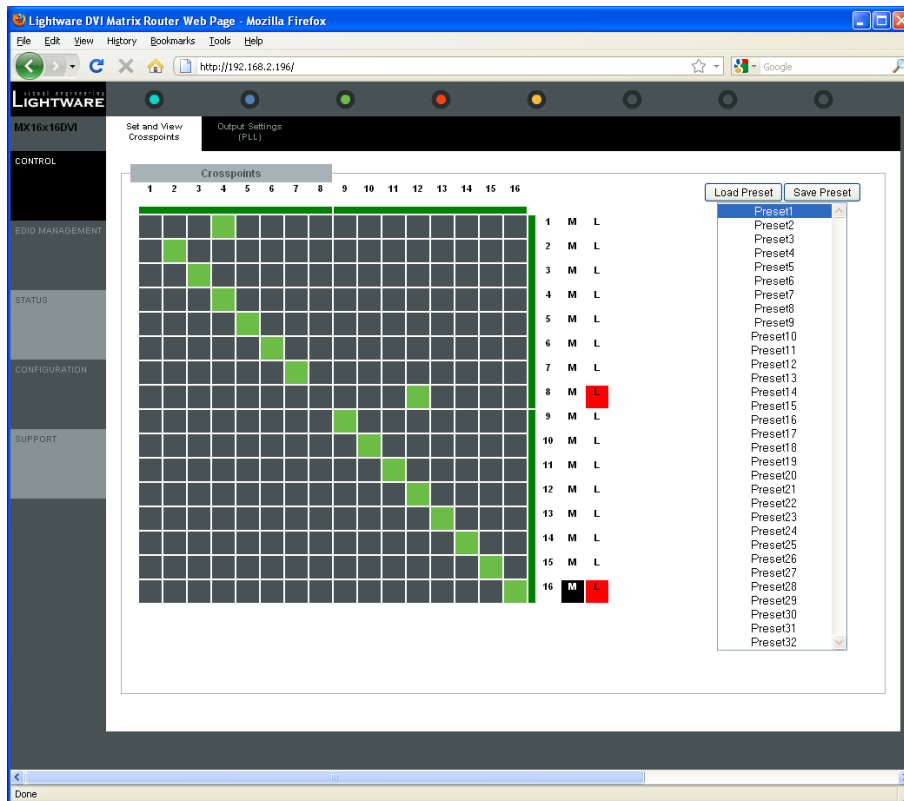 Lightware DVI Matrix Router Web Page - Mozilla Firefox
File Edit View History Bookmarks Tools Help
http://192.168.2.196/
Google
visual engineering
LIGHTWARE
MX16x16DVI
Set and View
Crosspoints
Output Settings
(PLL)
CONTROL
EDID MANAGEMENT
STATUS
CONFIGURATION
SUPPORT
Crosspoints
1 2 3 4 5 6 7 8 9 10 11 12 13 14 15 16
1 M L
2 M L
3 M L
4 M L
5 M L
6 M L
7 M L
8 M L
9 M L
10 M L
11 M L
12 M L
13 M L
14 M L
15 M L
16 M L
Load Preset Save Preset
Preset1
Preset2
Preset3
Preset4
Preset5
Preset6
Preset7
Preset8
Preset9
Preset10
Preset11
Preset12
Preset13
Preset14
Preset15
Preset16
Preset17
Preset18
Preset19
Preset20
Preset21
Preset22
Preset23
Preset24
Preset25
Preset26
Preset27
Preset28
Preset29
Preset30
Preset31
Preset32
Done